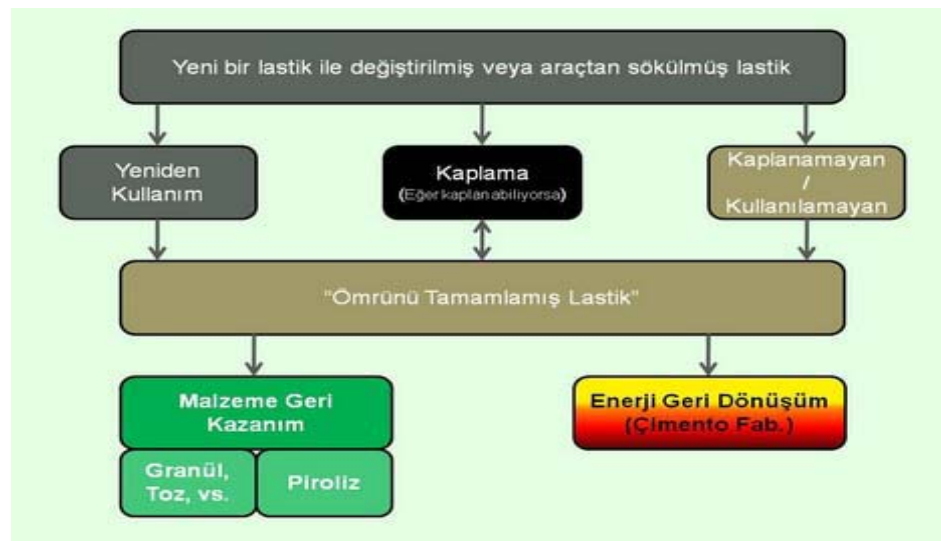 Yeni bir lastik ile değiştirilmiş veya araçtan sökülmüş lastik
Yeniden
Kullanım
Kaplama
(Eğer kaplanabiliyorsa)
Kaplanamayan
/
Kullanılamayan
"Ömrünü Tamamlamış Lastik"
Malzeme Geri
Kazanım
Granül,
Toz, vs.
Piroliz
Enerji Geri Dönüşüm
(Çimento Fab.)